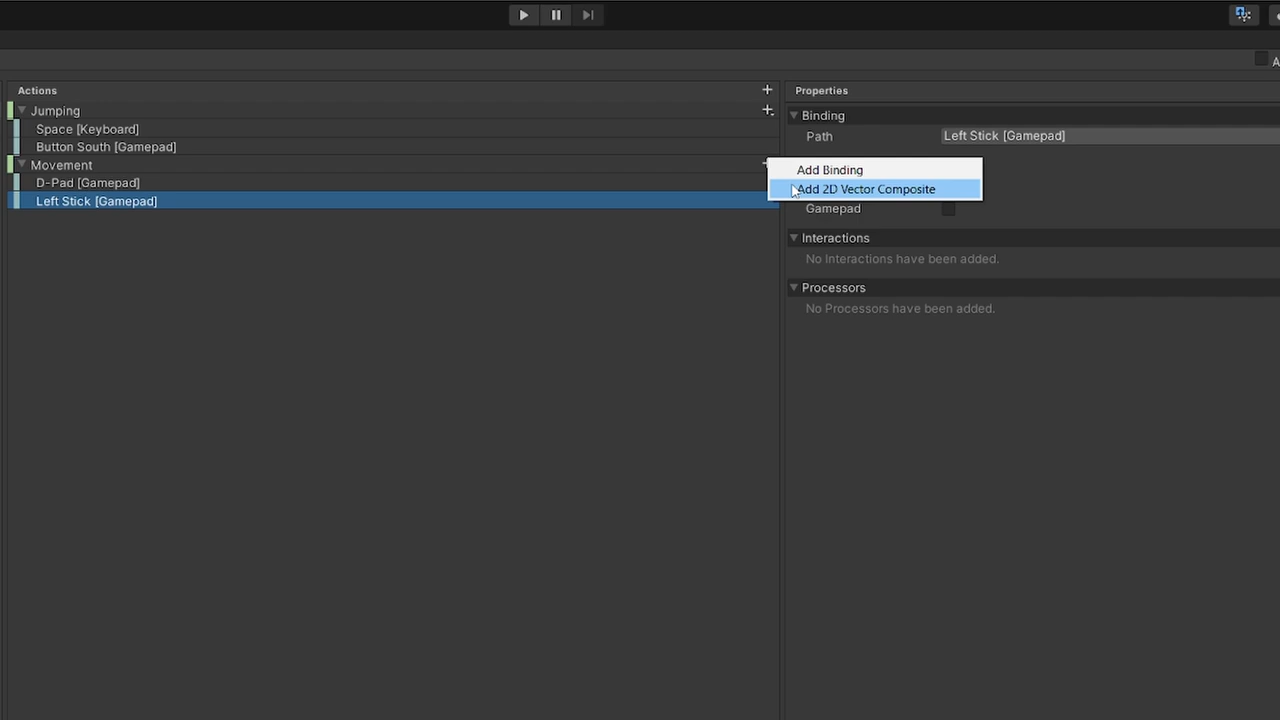 A
Actions
Properties
Jumping
Binding
Space [Keyboard]
Path
Left Stick [Gamepad]
Button South [Gamepad]
Movement
Add Binding
D-Pad [Gamepad]
Add 2D Vector Composite
Left Stick [Gamepad]
Gamepad
Interactions
No Interactions have been added.
Processors
No Processors have been added.